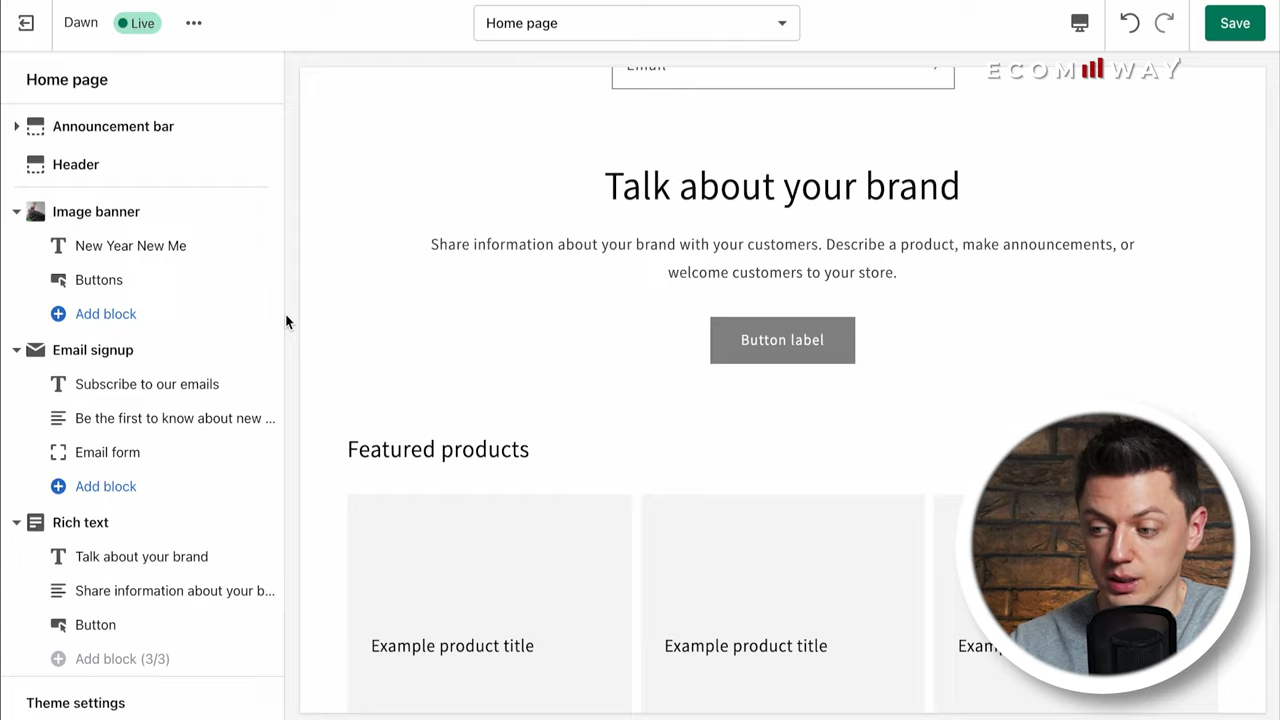 Dawn
Live
Home page
Save
Home page
Announcement bar
Header
Image banner
New Year New Me
Buttons
Add block
Email signup
Subscribe to our emails
Be the first to know about new ...
Email form
Add block
Rich text
Talk about your brand
Share information about your b...
Button
Add block (3/3)
Theme settings
ECOM WAY
Email
Talk about your brand
Share information about your brand with your customers. Describe a product, make announcements, or
welcome customers to your store.
Button label
Featured products
Example product title
Example product title